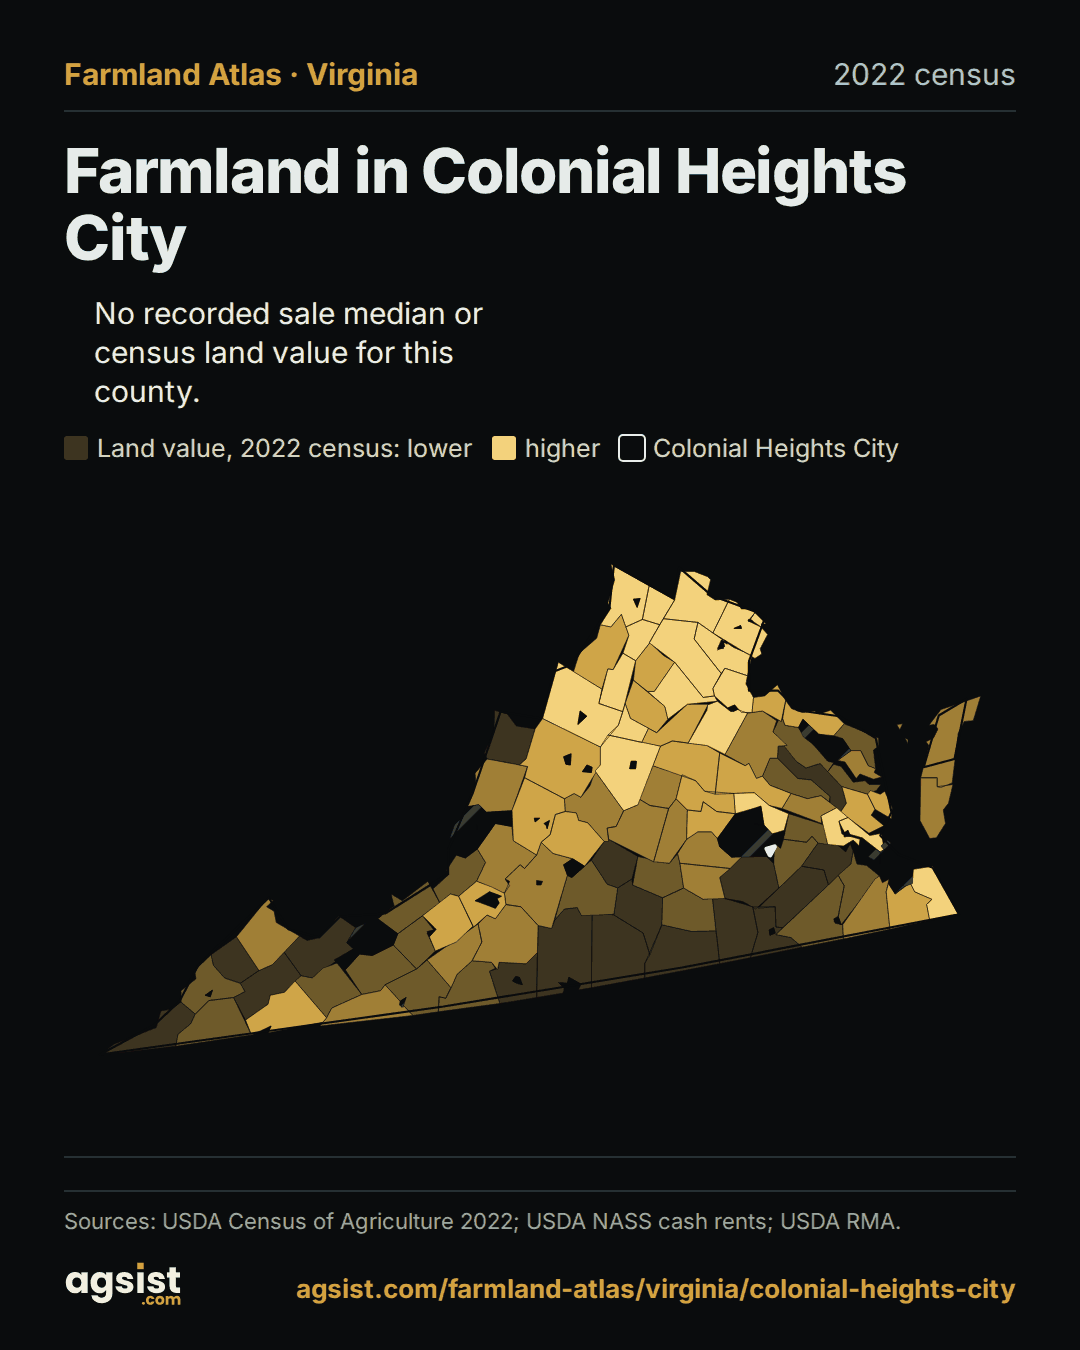 Farmland Atlas · Virginia
2022 census
Farmland in Colonial Heights
City
No recorded sale median or
census land value for this
county.
Land value, 2022 census: lower higher Colonial Heights City
Sources: USDA Census of Agriculture 2022; USDA NASS cash rents; USDA RMA.
agsist
.com
agsist.com/farmland-atlas/virginia/colonial-heights-city